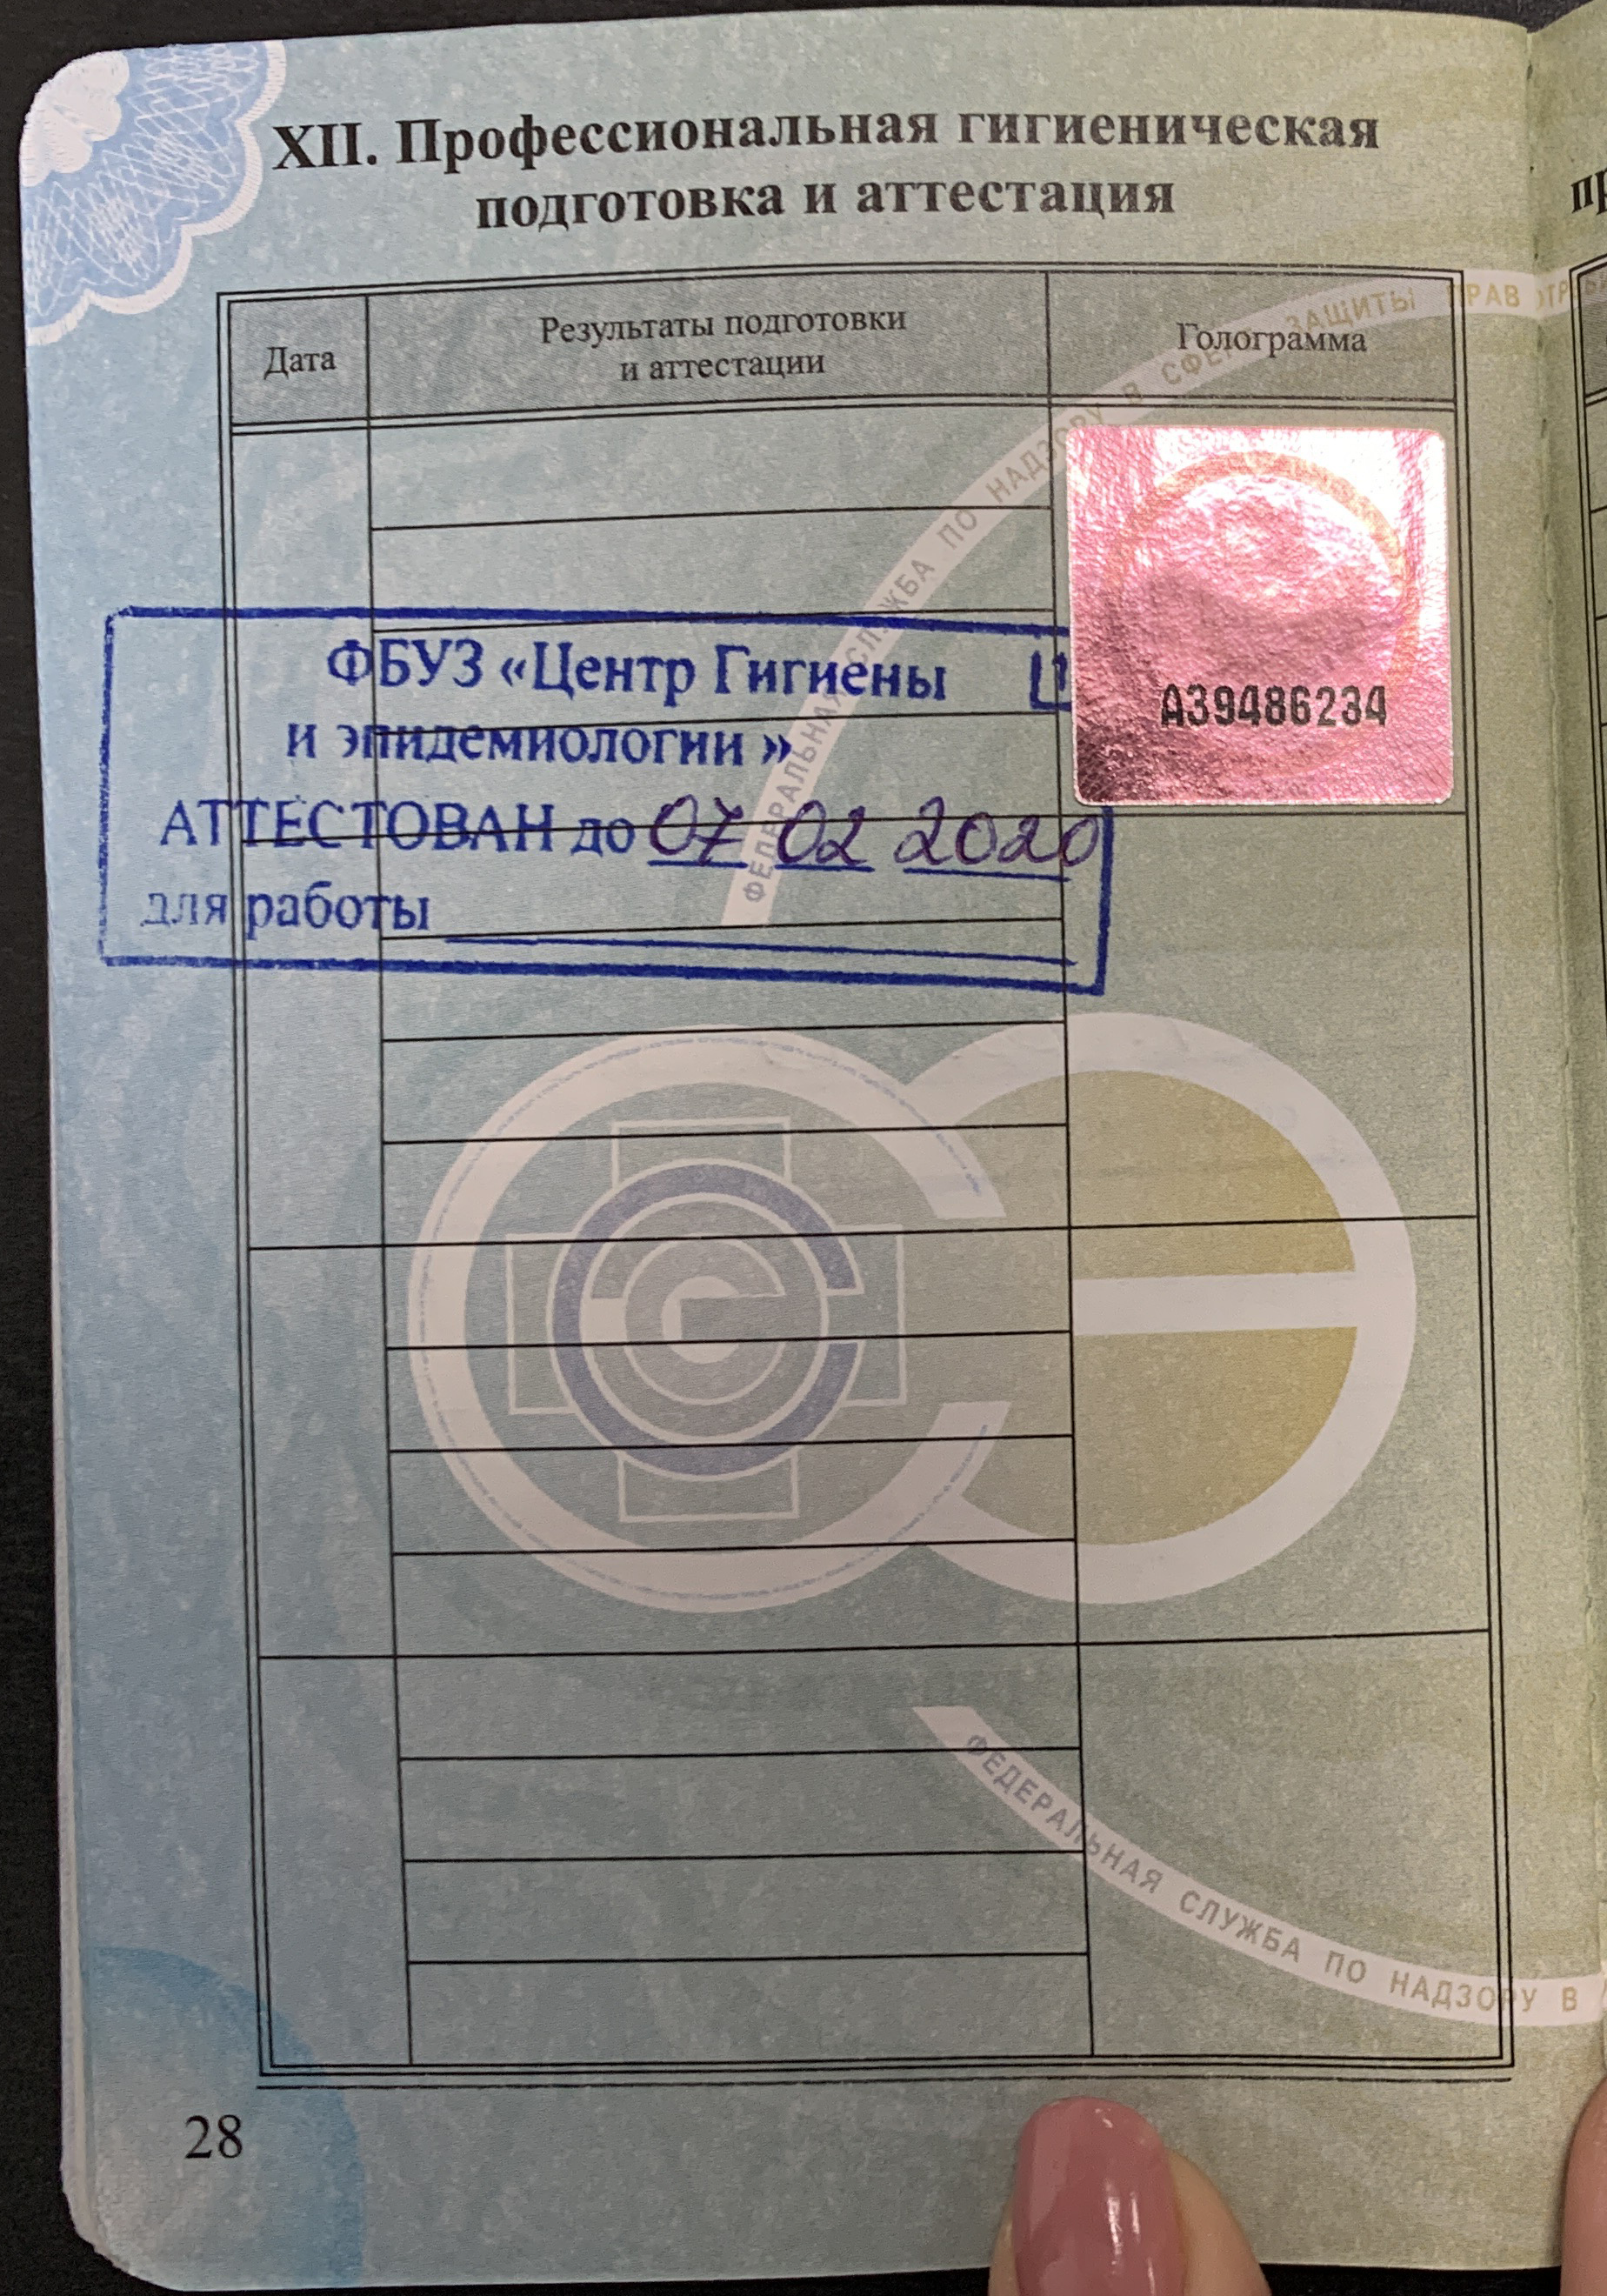 XII. Профессиональная гигиеническая
подготовка и аттестация
Дата
Результаты подготовки
и аттестации
Голограмма
ФЕДЕРАЛЬНАЯ СЛУЖБА ПО НАДЗОРУ В СФЕРЕ ЗАЩИТЫ ПРАВ
А39486234
ФБУЗ «Центр Гигиены
и эпидемиологии »
АТТЕСТОВАН до 07 02 2020
для работы
ФЕДЕРАЛЬНАЯ СЛУЖБА ПО НАДЗОРУ В
28